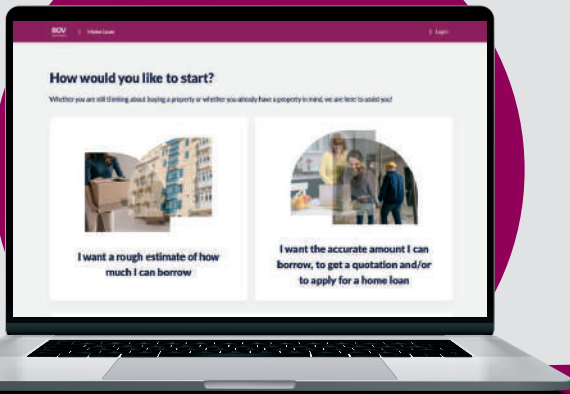 BOV | Home Loan | Login
How would you like to start?
Whether you are still thinking about buying a property or whether you already have a property in mind, we are here to assist you!
I want a rough estimate of how
much I can borrow
I want the accurate amount I can
borrow, to get a quotation and/or
to apply for a home loan